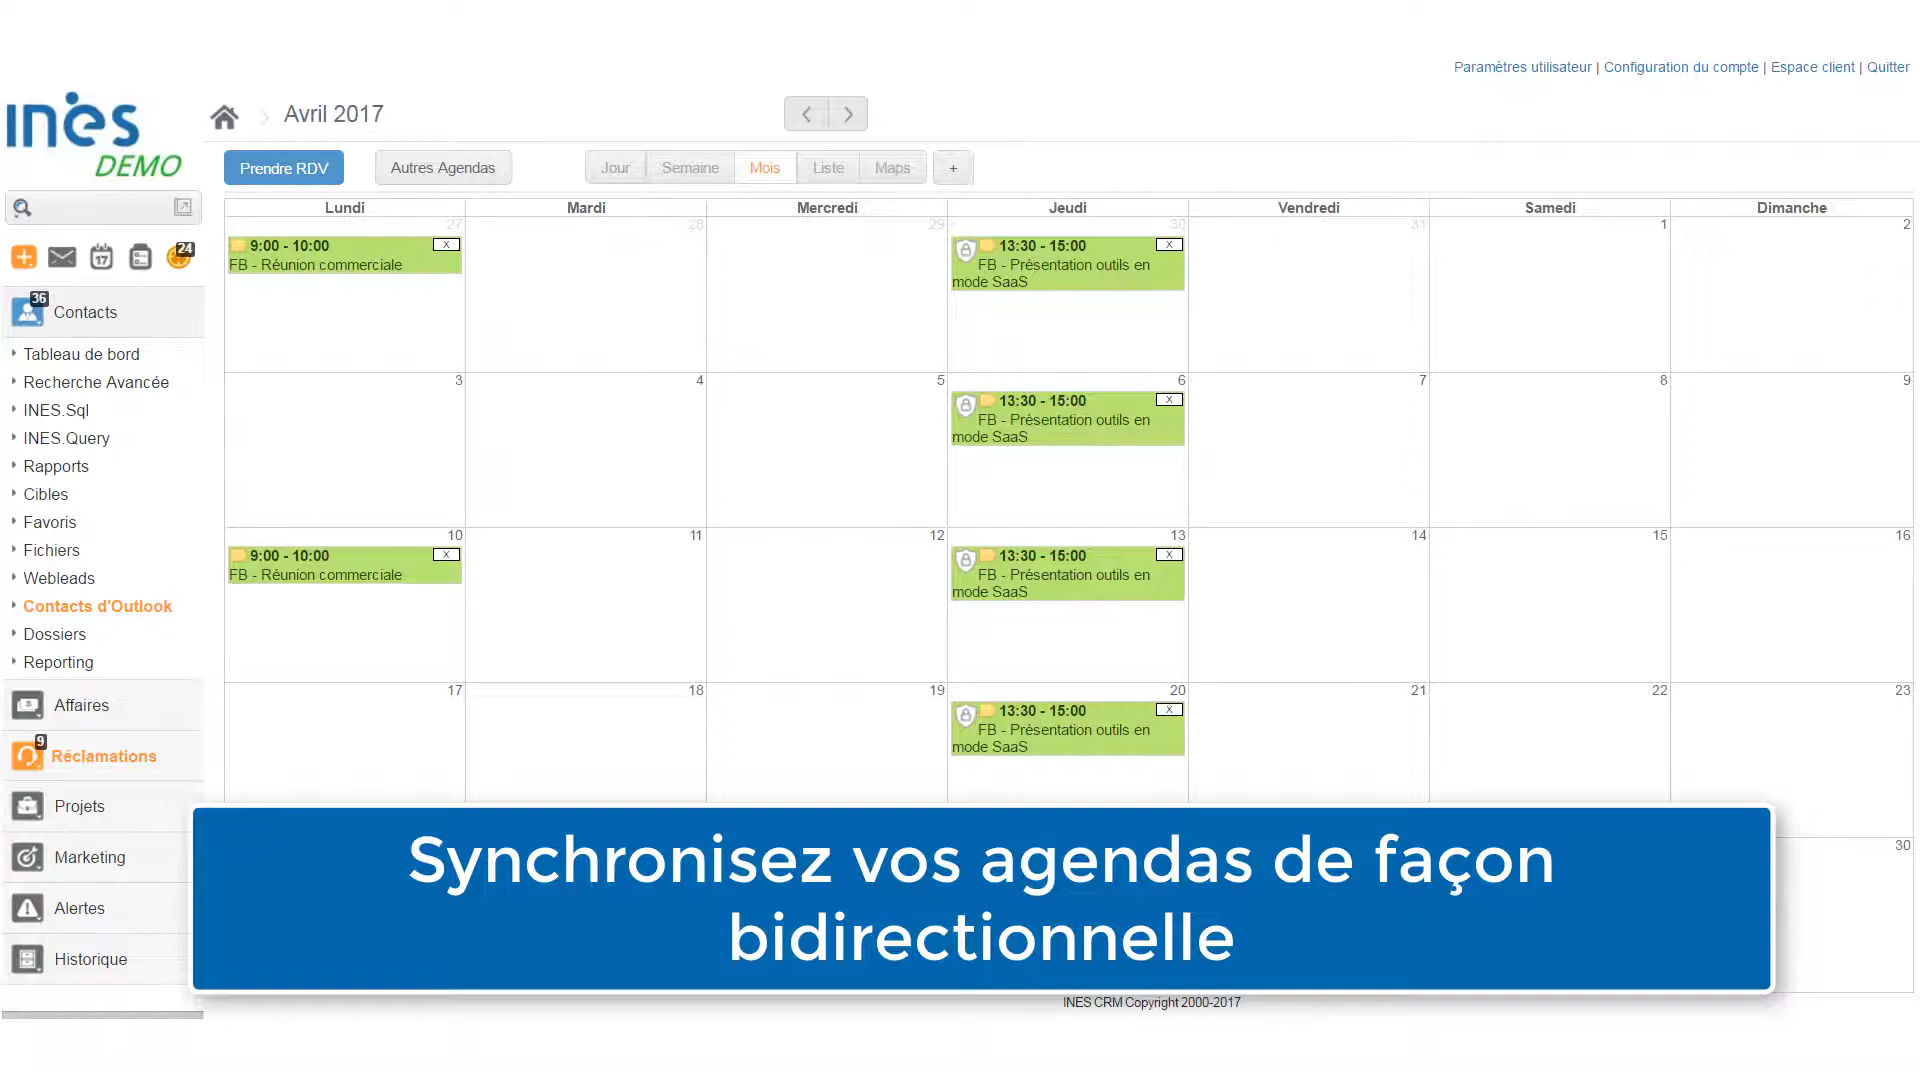 Paramètres utilisateur | Configuration du compte | Espace client | Quitter
inès
DEMO
Avril 2017
Prendre RDV
Autres Agendas
Jour Semaine Mois Liste Maps +
Lundi Mardi Mercredi Jeudi Vendredi Samedi Dimanche
27 28 29 30 31 1 2
9:00 - 10:00 X
FB - Réunion commerciale
13:30 - 15:00 X
FB - Présentation outils en
mode SaaS
17
24
36
Contacts
Tableau de bord
Recherche Avancée
INES.Sql
INES.Query
Rapports
Cibles
Favoris
Fichiers
Webleads
Contacts d'Outlook
Dossiers
Reporting
Affaires
9
Réclamations
Projets
Marketing
Alertes
Historique
3 4 5 6 7 8 9
13:30 - 15:00 X
FB - Présentation outils en
mode SaaS
10 11 12 13 14 15 16
9:00 - 10:00 X
FB - Réunion commerciale
13:30 - 15:00 X
FB - Présentation outils en
mode SaaS
17 18 19 20 21 22 23
13:30 - 15:00 X
FB - Présentation outils en
mode SaaS
30
Synchronisez vos agendas de façon
bidirectionnelle
INES CRM Copyright 2000-2017